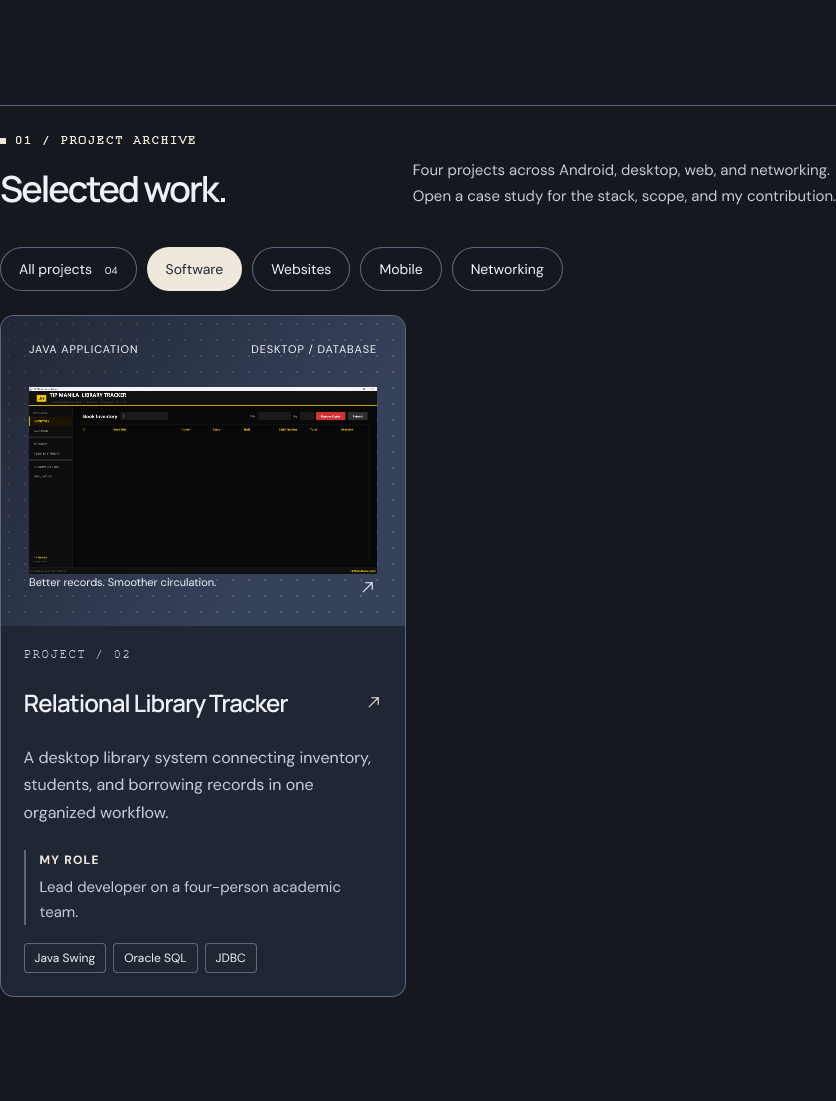 01 / PROJECT ARCHIVE
Selected work.
Four projects across Android, desktop, web, and networking.
Open a case study for the stack, scope, and my contribution.
All projects 04
Software
Websites
Mobile
Networking
JAVA APPLICATION
DESKTOP / DATABASE
TIP MANILA LIBRARY TRACKER
Book Inventory
Better records. Smoother circulation.
PROJECT / 02
Relational Library Tracker
A desktop library system connecting inventory,
students, and borrowing records in one
organized workflow.
MY ROLE
Lead developer on a four-person academic
team.
Java Swing
Oracle SQL
JDBC